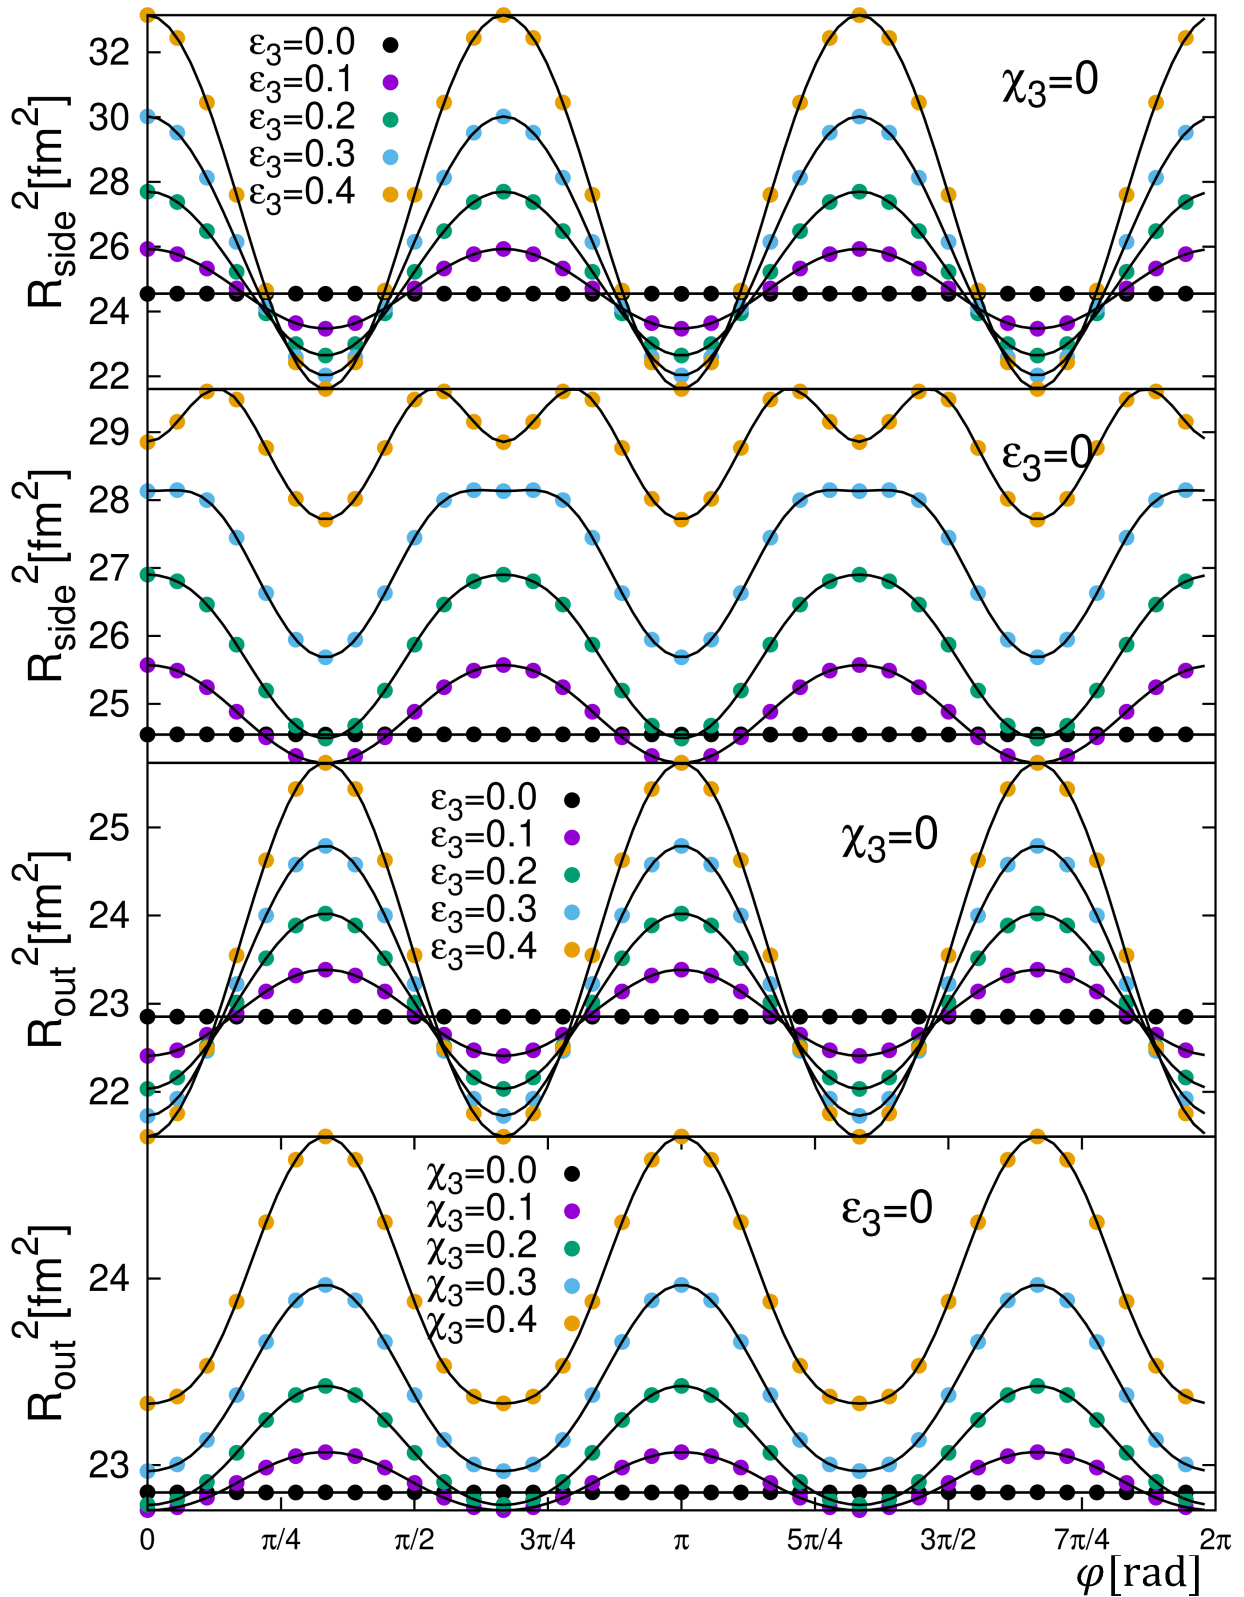 R_side^2[fm^2]
32
30
28
26
24
22
ε₃=0.0
ε₃=0.1
ε₃=0.2
ε₃=0.3
ε₃=0.4
χ₃=0
R_side^2[fm^2]
29
28
27
26
25
ε₃=0
R_out^2[fm^2]
25
24
23
22
ε₃=0.0
ε₃=0.1
ε₃=0.2
ε₃=0.3
ε₃=0.4
χ₃=0
R_out^2[fm^2]
24
23
χ₃=0.0
χ₃=0.1
χ₃=0.2
χ₃=0.3
χ₃=0.4
ε₃=0
0 π/4 π/2 3π/4 π 5π/4 3π/2 7π/4 2π
φ[rad]